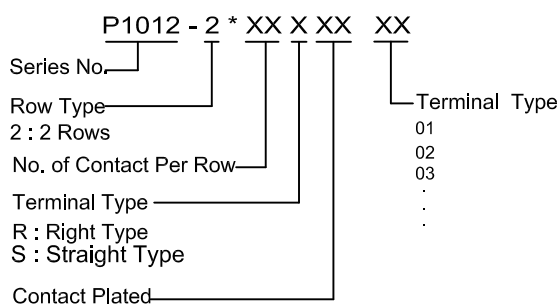 P1012 - 2 * XX X XX XX
Series No.
Row Type
2 : 2 Rows
No. of Contact Per Row
Terminal Type
R : Right Type
S : Straight Type
Contact Plated
Terminal Type
01
02
03
.
.
.